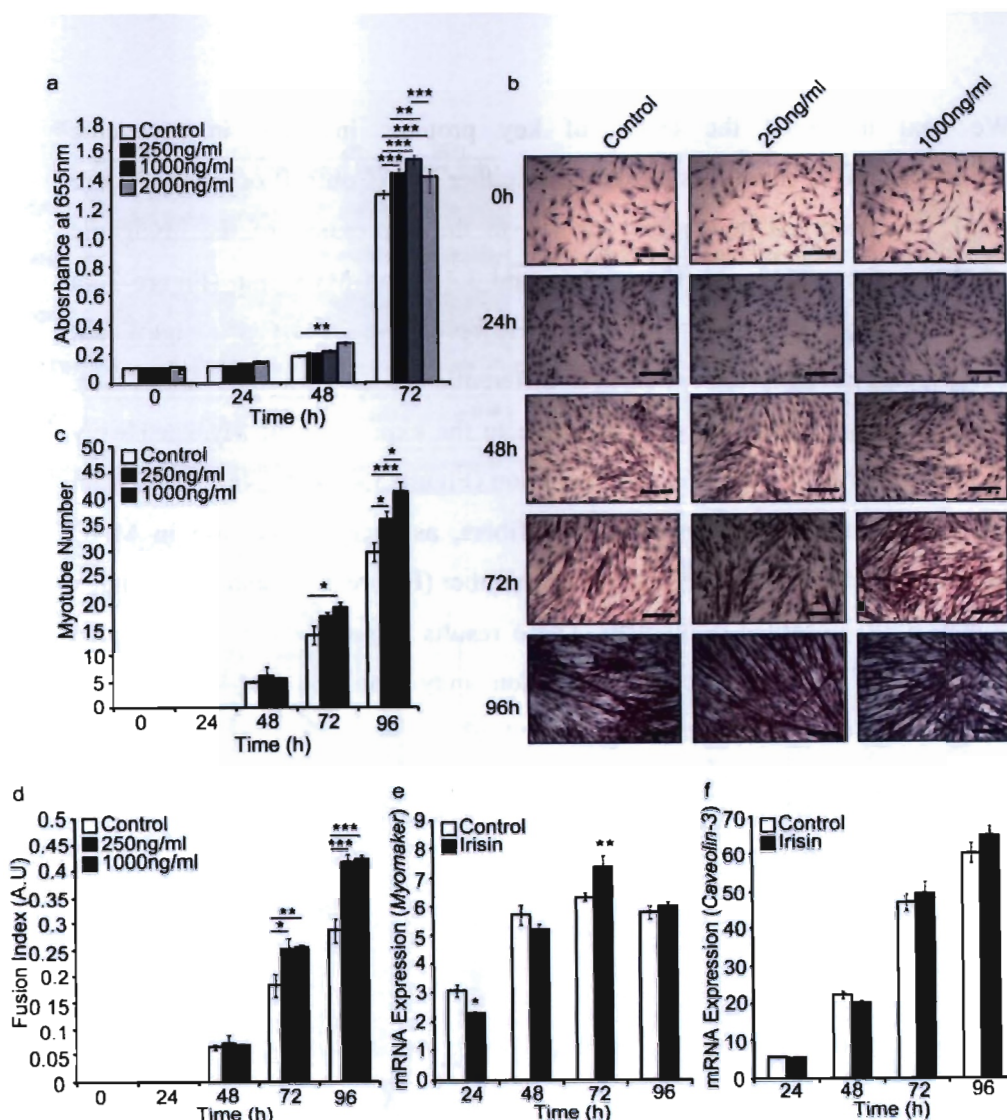 a
Control
250ng/ml
1000ng/ml
2000ng/ml
Abosrbance at 655nm
1.8
1.6
1.4
1.2
1.0
0.8
0.6
0.4
0.2
0
**
***
***
**
***
0 24 48 72
Time (h)
b
Control 250ng/ml 1000ng/ml
0h
24h
48h
72h
96h
c
Control
250ng/ml
1000ng/ml
Myotube Number
50
45
40
35
30
25
20
15
10
5
0
*
*
***
*
0 24 48 72 96
Time (h)
d
Control
250ng/ml
1000ng/ml
Fusion Index (A.U)
0.5
0.45
0.4
0.35
0.3
0.25
0.2
0.15
0.1
0.05
0
**
*
***
***
0 24 48 72 96
Time (h)
e
Control
Irisin
mRNA Expression (Myomaker)
9
8
7
6
5
4
3
2
1
0
*
**
24 48 72 96
Time (h)
f
Control
Irisin
mRNA Expression (Caveolin-3)
70
60
50
40
30
20
10
0
24 48 72 96
Time (h)